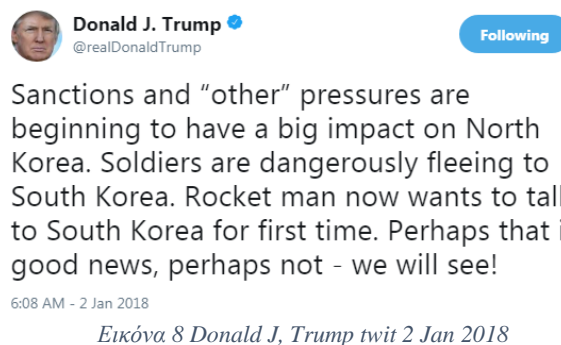 Donald J. Trump
@realDonaldTrump
Following
Sanctions and “other” pressures are
beginning to have a big impact on North
Korea. Soldiers are dangerously fleeing to
South Korea. Rocket man now wants to tal
to South Korea for first time. Perhaps that i
good news, perhaps not - we will see!
6:08 AM - 2 Jan 2018
Εικόνα 8 Donald J, Trump twit 2 Jan 2018